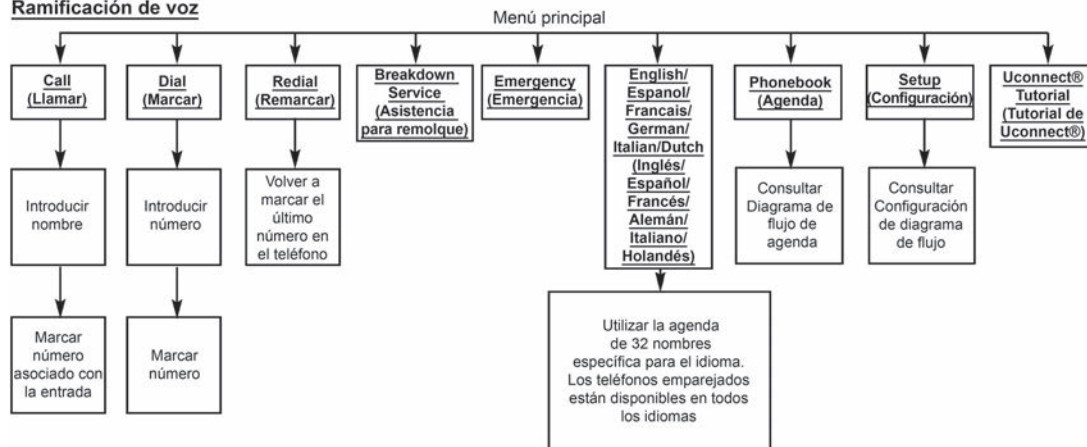 Ramificación de voz
Menú principal
Call
(Llamar)
Dial
(Marcar)
Redial
(Remarcar)
Breakdown
Service
(Asistencia
para remolque)
Emergency
(Emergencia)
English/
Espanol/
Francais/
German/
Italian/Dutch
(Inglés/
Español/
Francés/
Alemán/
Italiano/
Holandés)
Phonebook
(Agenda)
Setup
(Configuración)
Uconnect®
Tutorial
(Tutorial de
Uconnect®)
Introducir
nombre
Introducir
número
Volver a
marcar el
último
número en
el teléfono
Consultar
Diagrama de
flujo de
agenda
Consultar
Configuración
de diagrama
de flujo
Marcar
número
asociado con
la entrada
Marcar
número
Utilizar la agenda
de 32 nombres
específica para el idioma.
Los teléfonos emparejados
están disponibles en todos
los idiomas